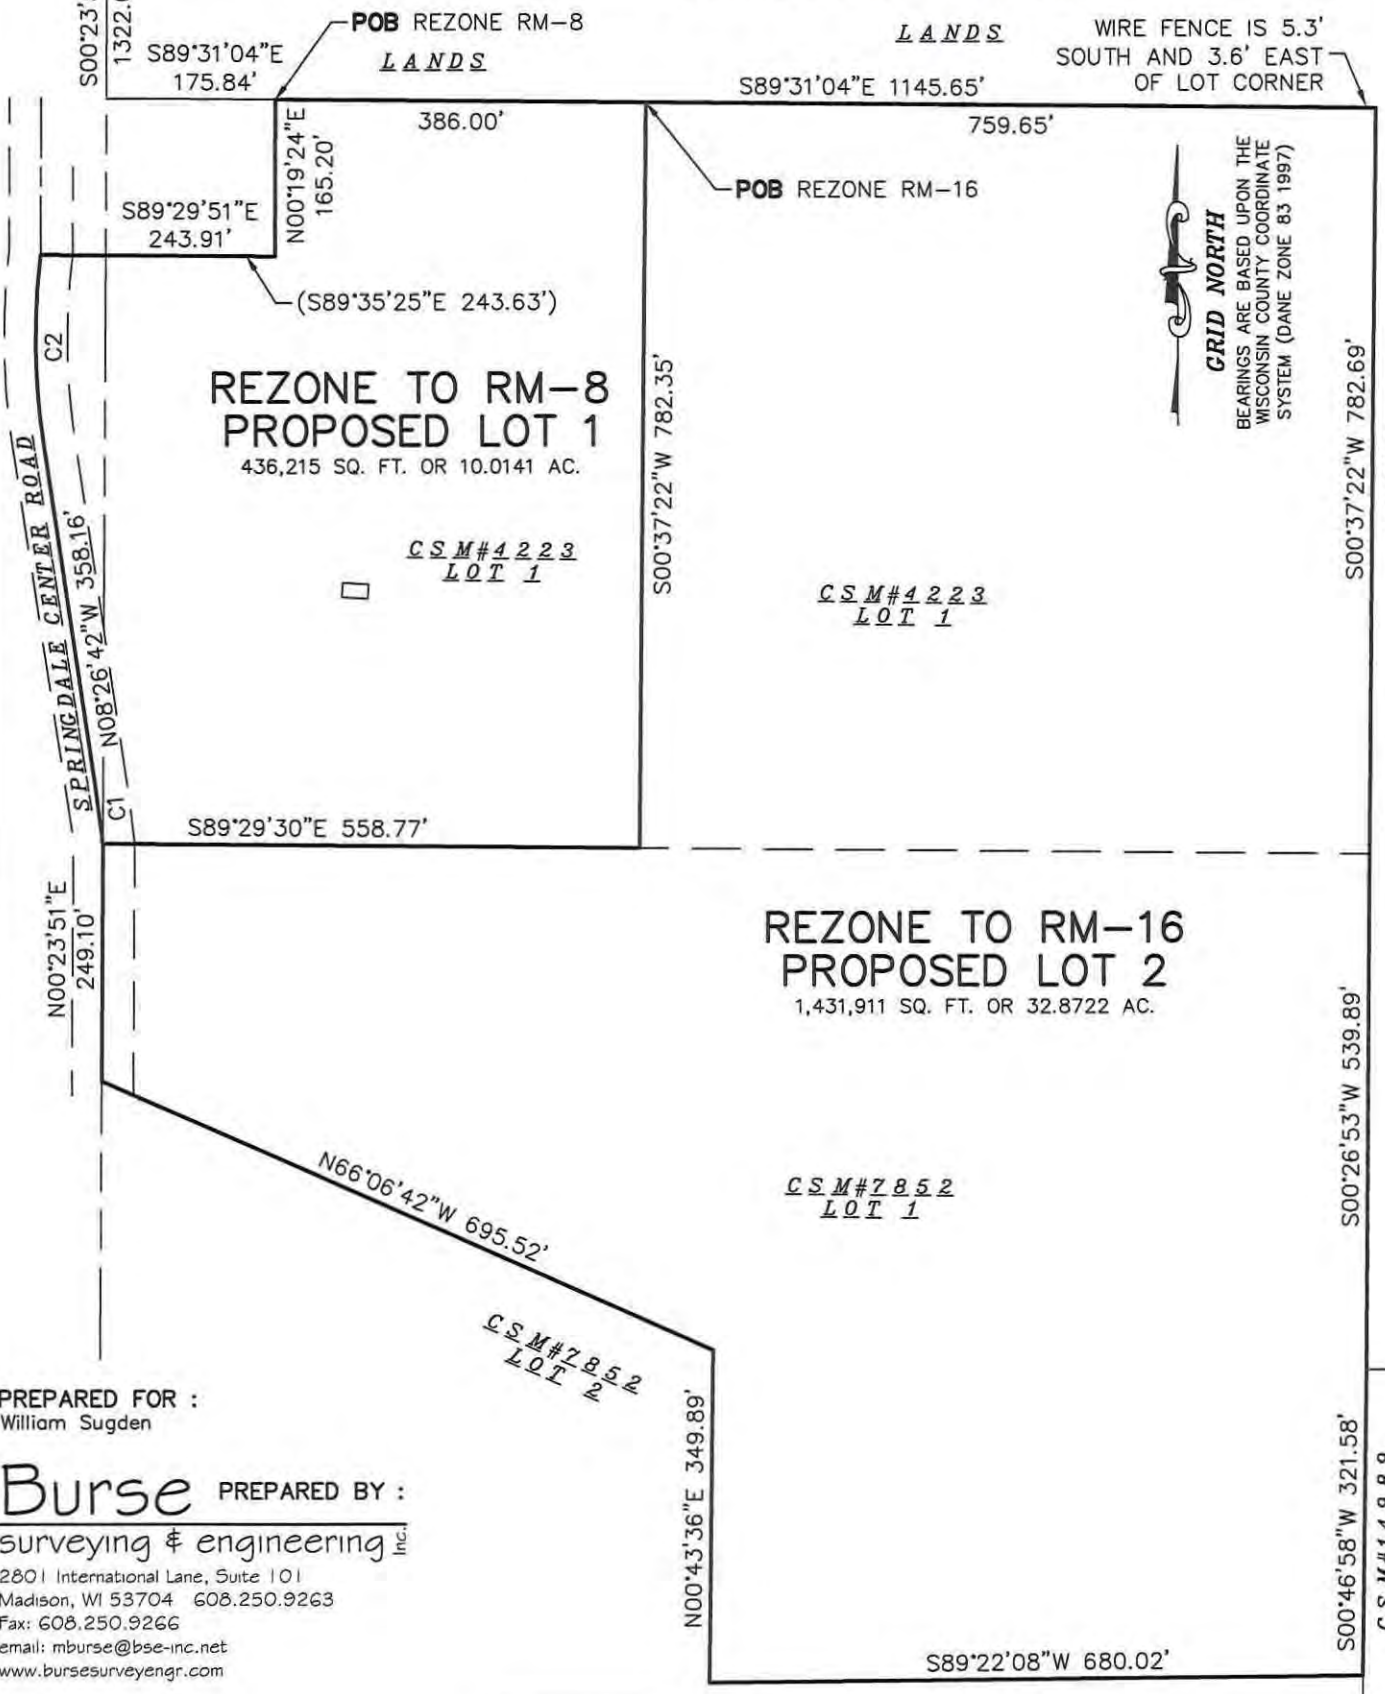 S00°23'
1322.
S89°31'04"E
175.84'
POB REZONE RM-8
LANDS
LANDS
WIRE FENCE IS 5.3'
SOUTH AND 3.6' EAST
OF LOT CORNER
S89°31'04"E 1145.65'
386.00'
759.65'
N00°19'24"E
165.20'
POB REZONE RM-16
S89°29'51"E
243.91'
(S89°35'25"E 243.63')
GRID NORTH
BEARINGS ARE BASED UPON THE
WISCONSIN COUNTY COORDINATE
SYSTEM (DANE ZONE 83 1997)
C2
REZONE TO RM-8
PROPOSED LOT 1
436,215 SQ. FT. OR 10.0141 AC.
S00°37'22"W 782.35'
S00°37'22"W 782.69'
SPRINGDALE CENTER ROAD
N08°26'42"W 358.16'
CSM#4223
LOT 1
CSM#4223
LOT 1
C1
S89°29'30"E 558.77'
N00°23'51"E
249.10'
REZONE TO RM-16
PROPOSED LOT 2
1,431,911 SQ. FT. OR 32.8722 AC.
S00°26'53"W 539.89'
N66°06'42"W 695.52'
CSM#7852
LOT 1
CSM#7852
LOT 2
PREPARED FOR :
William Sugden
N00°43'36"E 349.89'
S00°46'58"W 321.58'
Burse PREPARED BY :
surveying & engineering Inc.
2801 International Lane, Suite 101
Madison, WI 53704 608.250.9263
Fax: 608.250.9266
email: mburse@bse-inc.net
www.bursesurveyengr.com
S89°22'08"W 680.02'